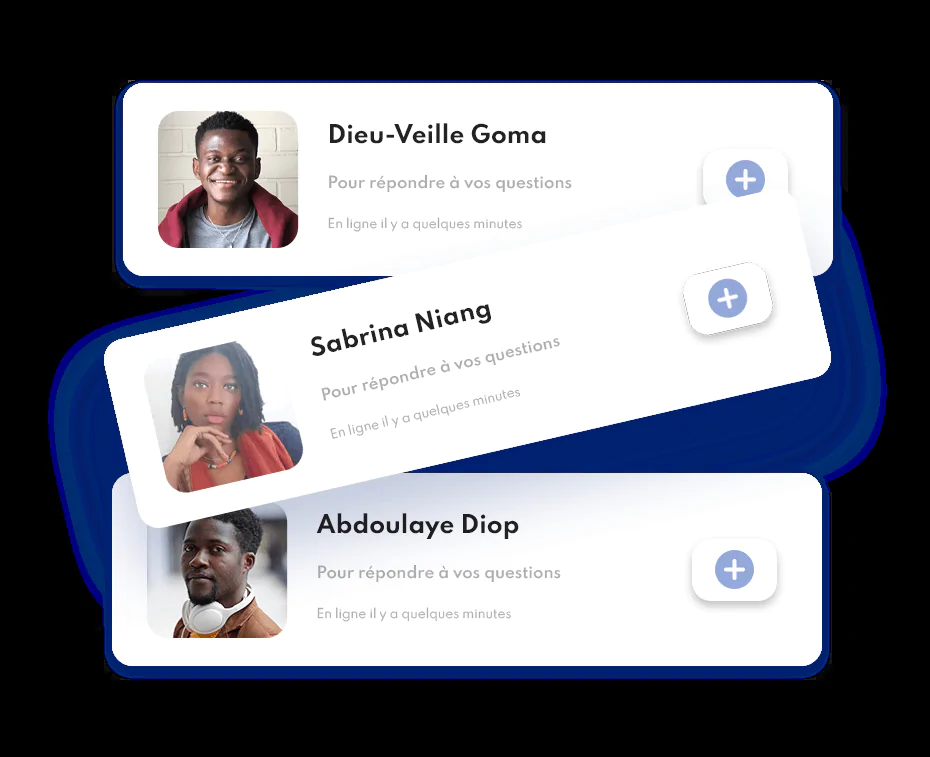 Dieu-Veille Goma
Pour répondre à vos questions
En ligne il y a quelques minutes
Sabrina Niang
Pour répondre à vos questions
En ligne il y a quelques minutes
Abdoulaye Diop
Pour répondre à vos questions
En ligne il y a quelques minutes